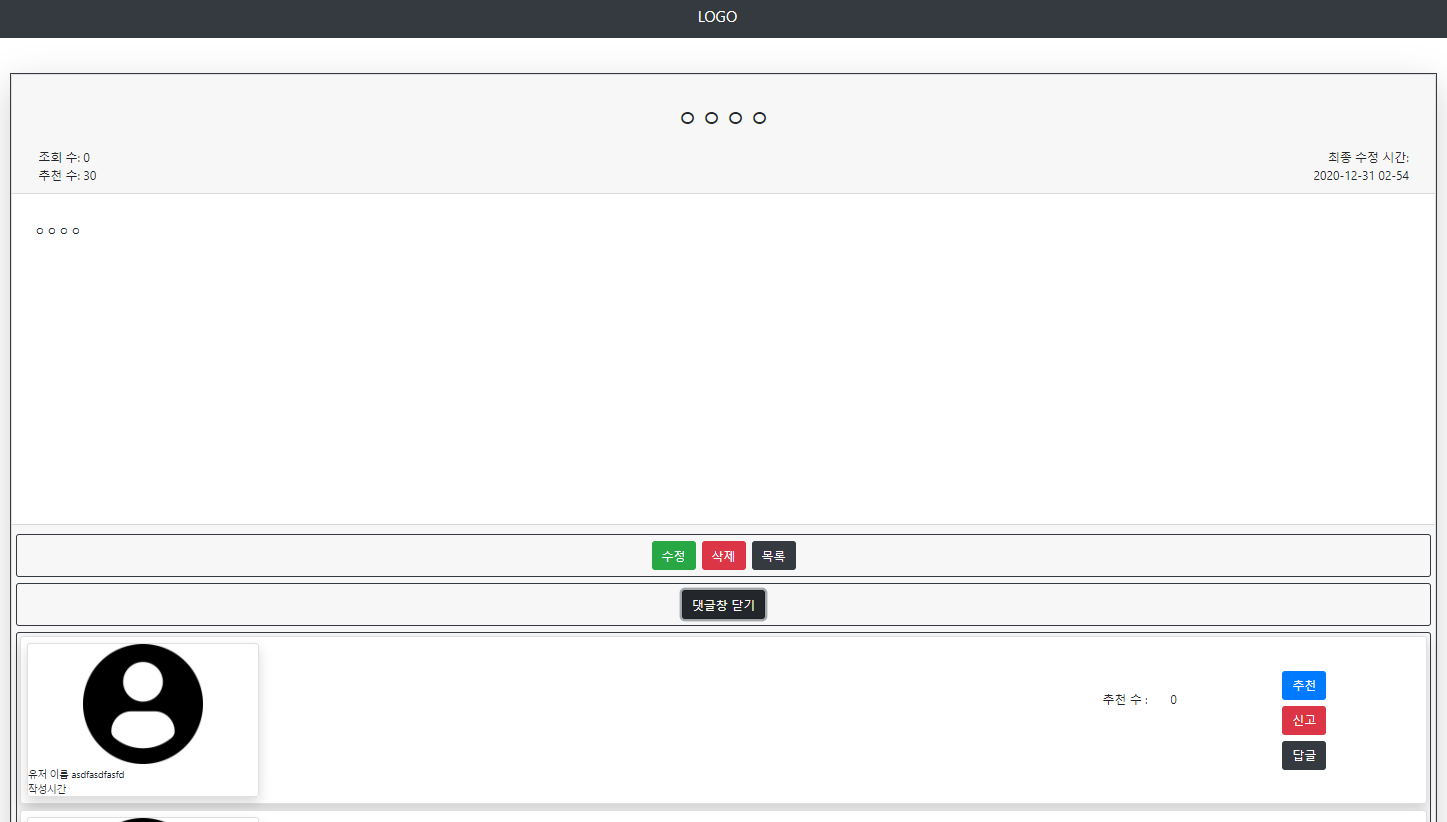 LOGO
ㅇㅇㅇㅇ
조회 수: 0
추천 수: 30
최종 수정 시간:
2020-12-31 02-54
ㅇㅇㅇㅇ
수정 삭제 목록
댓글창 닫기
추천 수 : 0
추천
신고
답글
유저 이름 asdfasdfasfd
작성시간